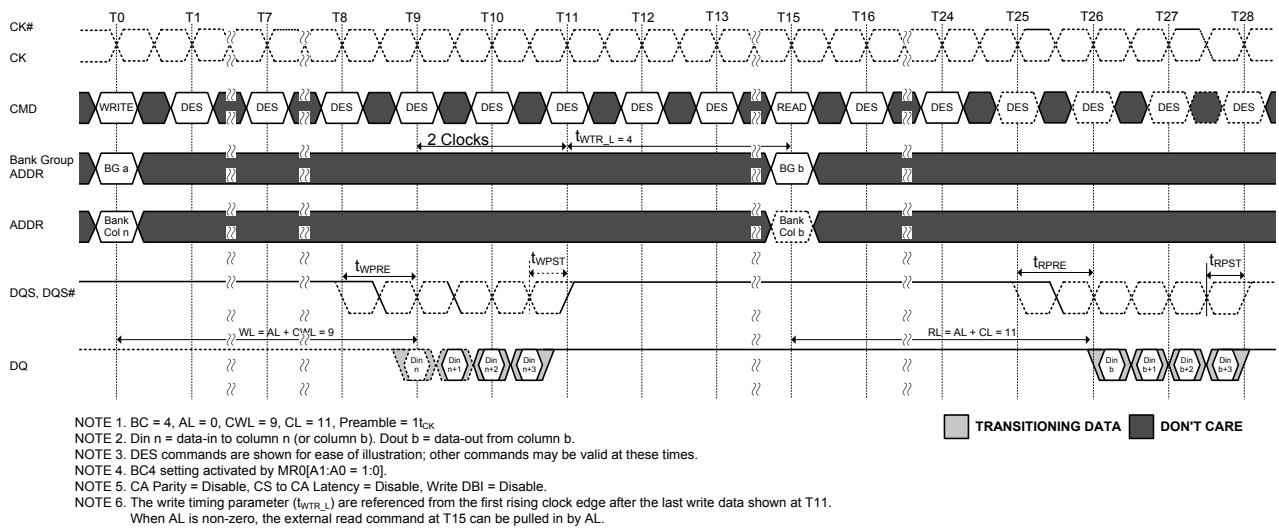 T0 T1 T7 T8 T9 T10 T11 T12 T13 T15 T16 T24 T25 T26 T27 T28
CK#
CK
CMD WRITE DES DES DES DES DES DES DES DES READ DES DES DES DES DES DES
2 Clocks tWTR_L = 4
Bank Group
ADDR BG a BG b
ADDR Bank Col n Bank Col b
tWPRE tWPST tRPRE tRPST
DQS, DQS#
WL = AL + CWL = 9 RL = AL + CL = 11
DQ Din n Din n+1 Din n+2 Din n+3 Din b Din b+1 Din b+2 Din b+3
NOTE 1. BC = 4, AL = 0, CWL = 9, CL = 11, Preamble = 1tCK
TRANSITIONING DATA DON'T CARE
NOTE 2. Din n = data-in to column n (or column b). Dout b = data-out from column b.
NOTE 3. DES commands are shown for ease of illustration; other commands may be valid at these times.
NOTE 4. BC4 setting activated by MR0[A1:A0 = 1:0].
NOTE 5. CA Parity = Disable, CS to CA Latency = Disable, Write DBI = Disable.
NOTE 6. The write timing parameter (tWTR_L) are referenced from the first rising clock edge after the last write data shown at T11.
When AL is non-zero, the external read command at T15 can be pulled in by AL.